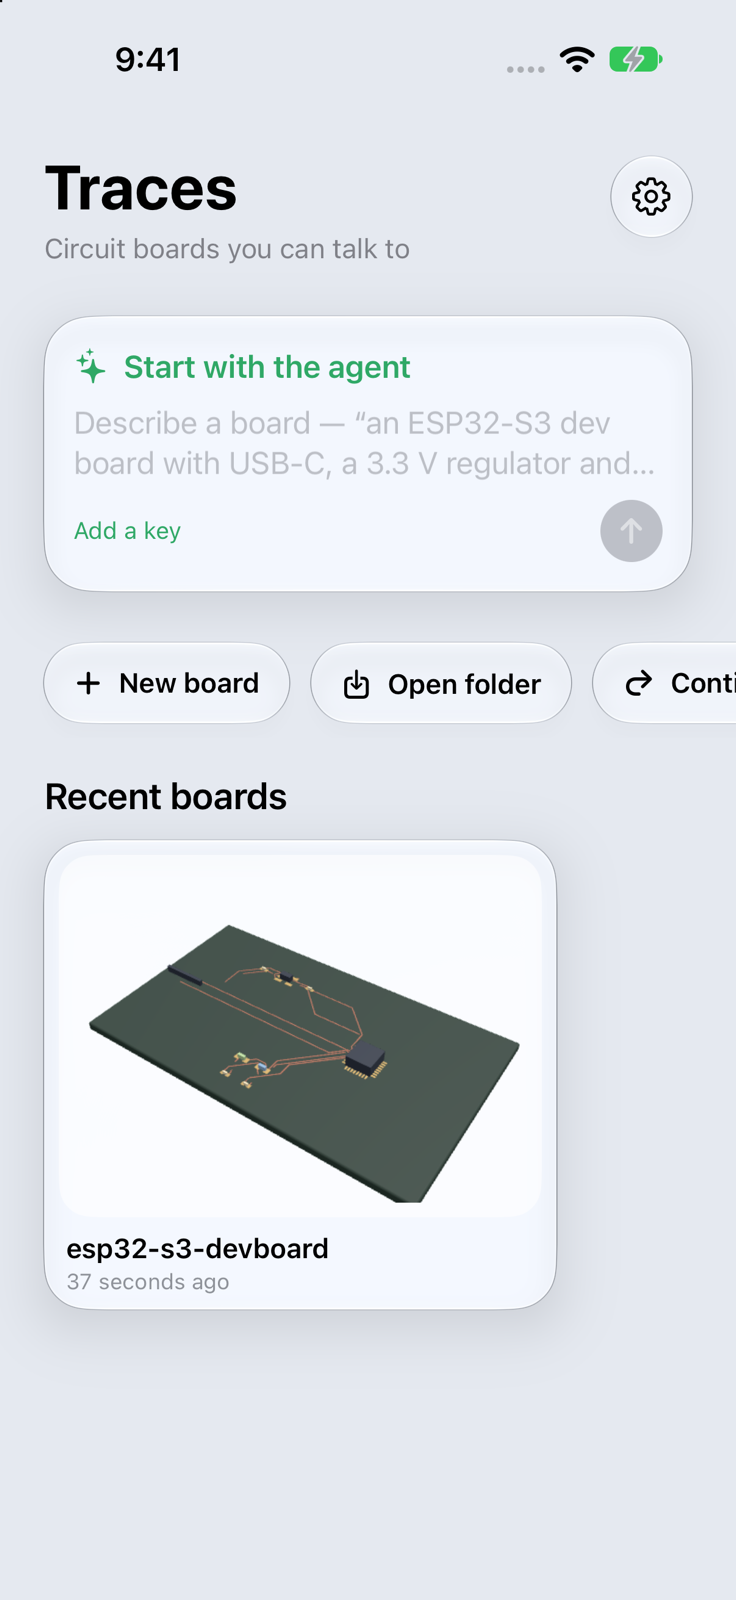 9:41
Traces
Circuit boards you can talk to
Start with the agent
Describe a board — “an ESP32-S3 dev
board with USB-C, a 3.3 V regulator and...
Add a key
New board
Open folder
Conti
Recent boards
esp32-s3-devboard
37 seconds ago